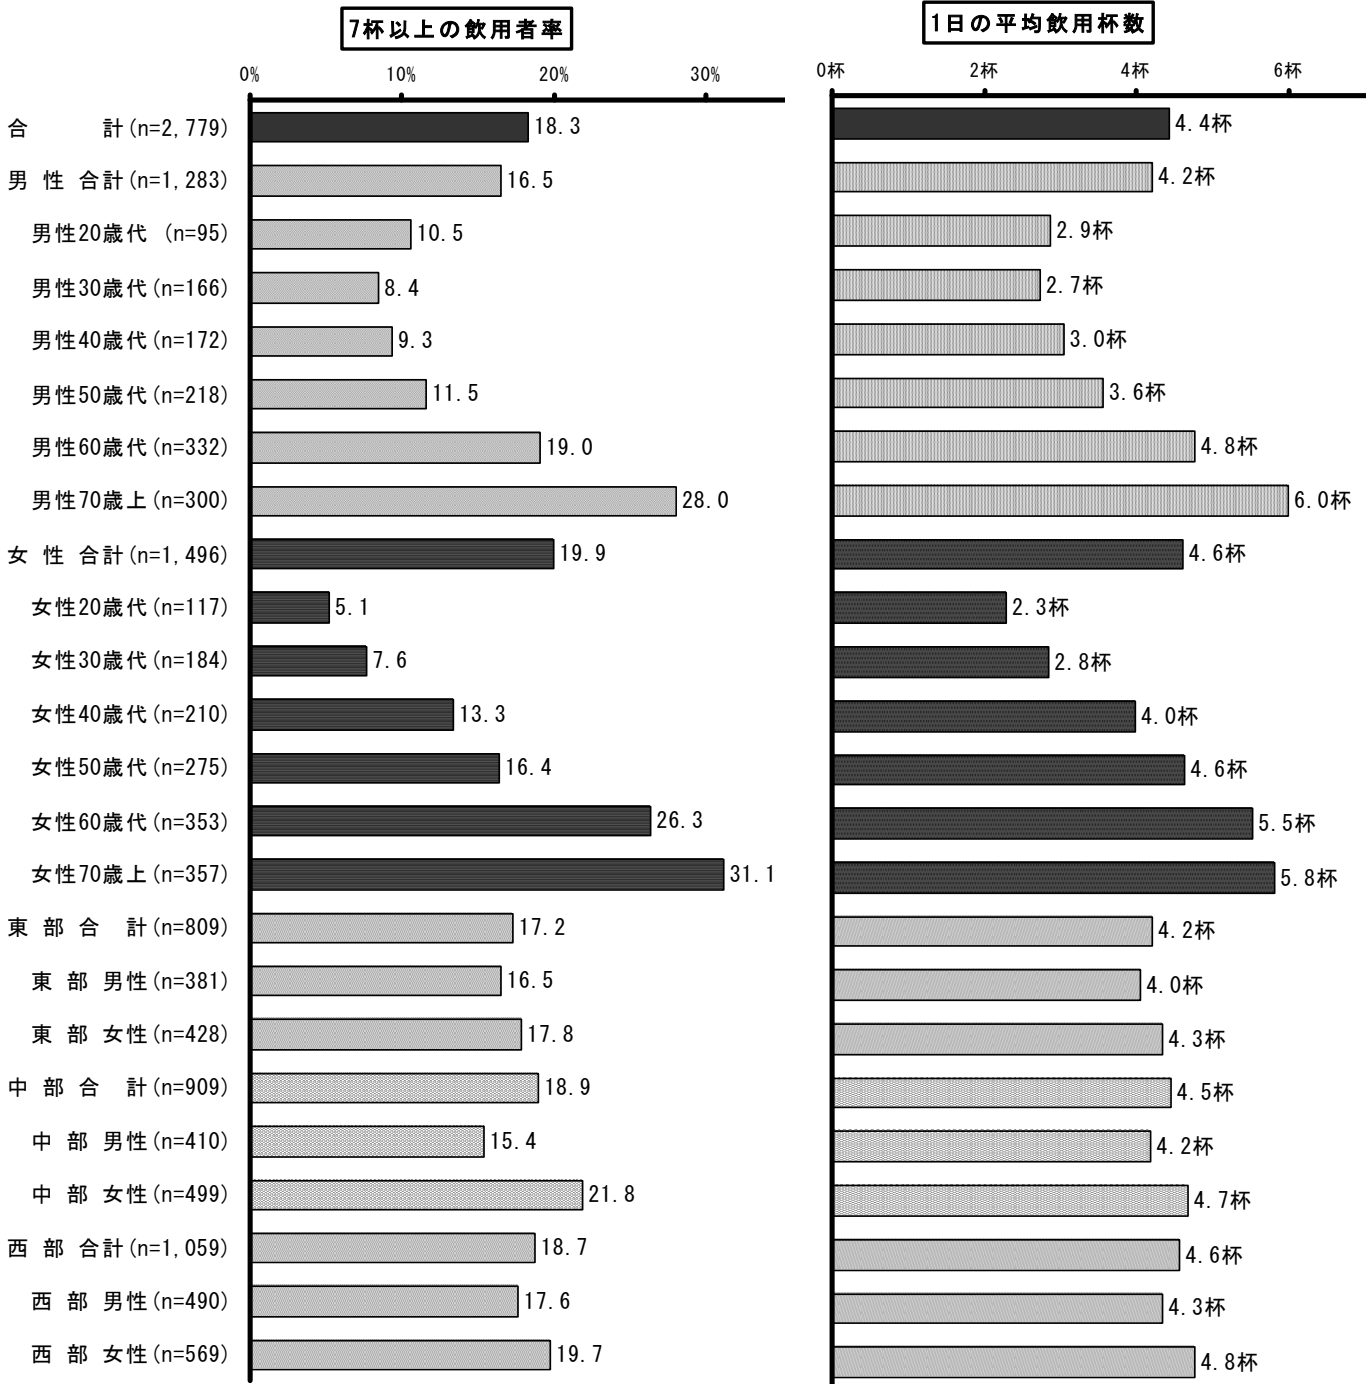 7杯以上の飲用者率
1日の平均飲用杯数
0% 10% 20% 30%
0杯 2杯 4杯 6杯
合　　計(n=2,779) 18.3 4.4杯
男 性 合計(n=1,283) 16.5 4.2杯
男性20歳代 (n=95) 10.5 2.9杯
男性30歳代(n=166) 8.4 2.7杯
男性40歳代(n=172) 9.3 3.0杯
男性50歳代(n=218) 11.5 3.6杯
男性60歳代(n=332) 19.0 4.8杯
男性70歳上(n=300) 28.0 6.0杯
女 性 合計(n=1,496) 19.9 4.6杯
女性20歳代(n=117) 5.1 2.3杯
女性30歳代(n=184) 7.6 2.8杯
女性40歳代(n=210) 13.3 4.0杯
女性50歳代(n=275) 16.4 4.6杯
女性60歳代(n=353) 26.3 5.5杯
女性70歳上(n=357) 31.1 5.8杯
東 部 合　計(n=809) 17.2 4.2杯
東 部 男性(n=381) 16.5 4.0杯
東 部 女性(n=428) 17.8 4.3杯
中 部 合　計(n=909) 18.9 4.5杯
中 部 男性(n=410) 15.4 4.2杯
中 部 女性(n=499) 21.8 4.7杯
西 部 合計(n=1,059) 18.7 4.6杯
西 部 男性(n=490) 17.6 4.3杯
西 部 女性(n=569) 19.7 4.8杯